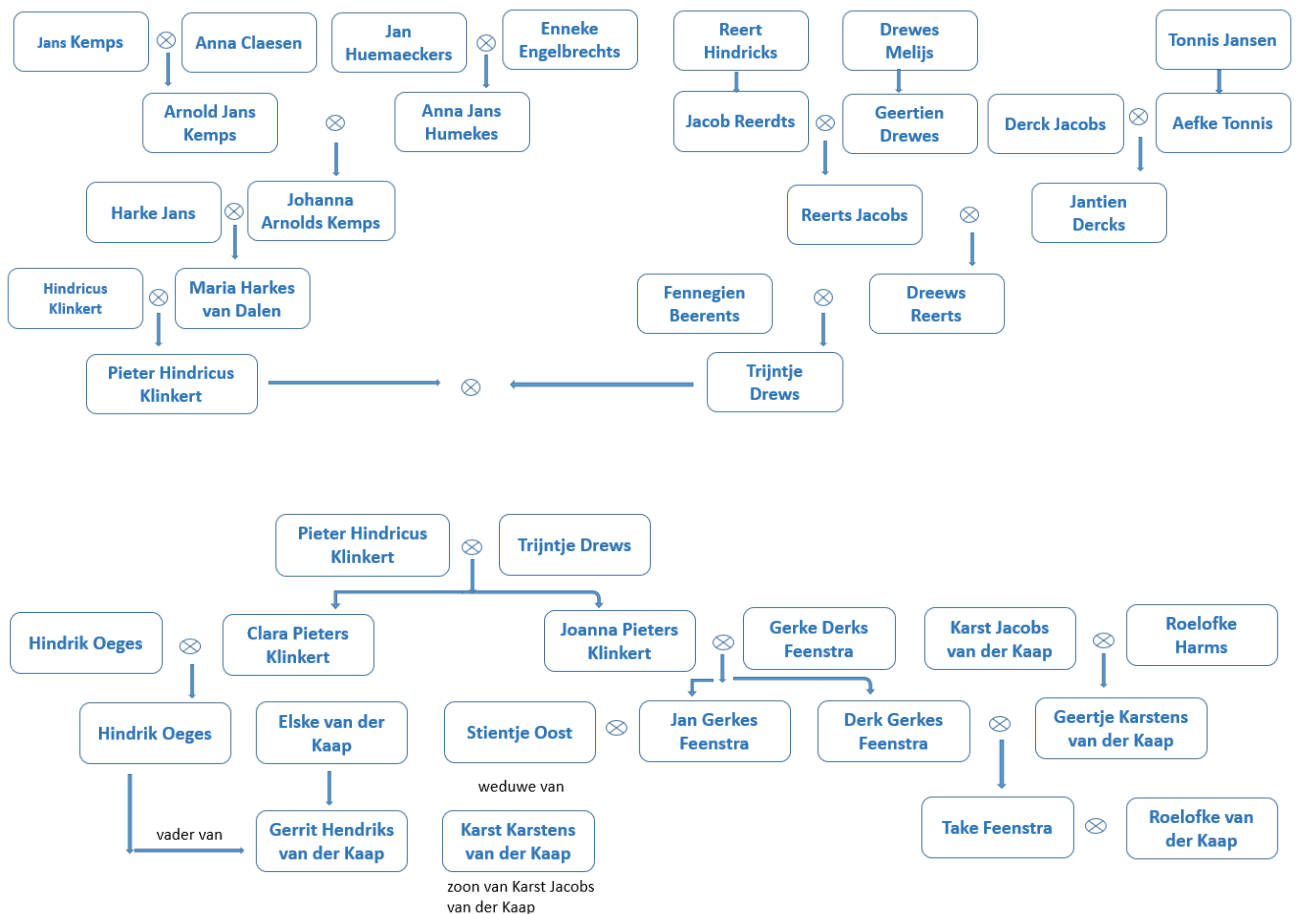 Jans Kemps
Anna Claesen
Jan
Huemaeckers
Enneke
Engelbrechts
Reert
Hindricks
Drewes
Melijs
Tonnis Jansen
Arnold Jans
Kemps
Anna Jans
Humekes
Jacob Reerdts
Geertien
Drewes
Derck Jacobs
Aefke Tonnis
Harke Jans
Johanna
Arnolds Kemps
Reerts Jacobs
Jantien
Dercks
Hindricus
Klinkert
Maria Harkes
van Dalen
Fennegien
Beerents
Dreews
Reerts
Pieter Hindricus
Klinkert
Trijntje
Drews
Pieter Hindricus
Klinkert
Trijntje Drews
Hindrik Oeges
Clara Pieters
Klinkert
Joanna Pieters
Klinkert
Gerke Derks
Feenstra
Karst Jacobs
van der Kaap
Roelofke
Harms
Hindrik Oeges
Elske van der
Kaap
Stientje Oost
Jan Gerkes
Feenstra
Derk Gerkes
Feenstra
Geertje Karstens
van der Kaap
weduwe van
vader van
Gerrit Hendriks
van der Kaap
Karst Karstens
van der Kaap
Take Feenstra
Roelofke van
der Kaap
zoon van Karst Jacobs
van der Kaap